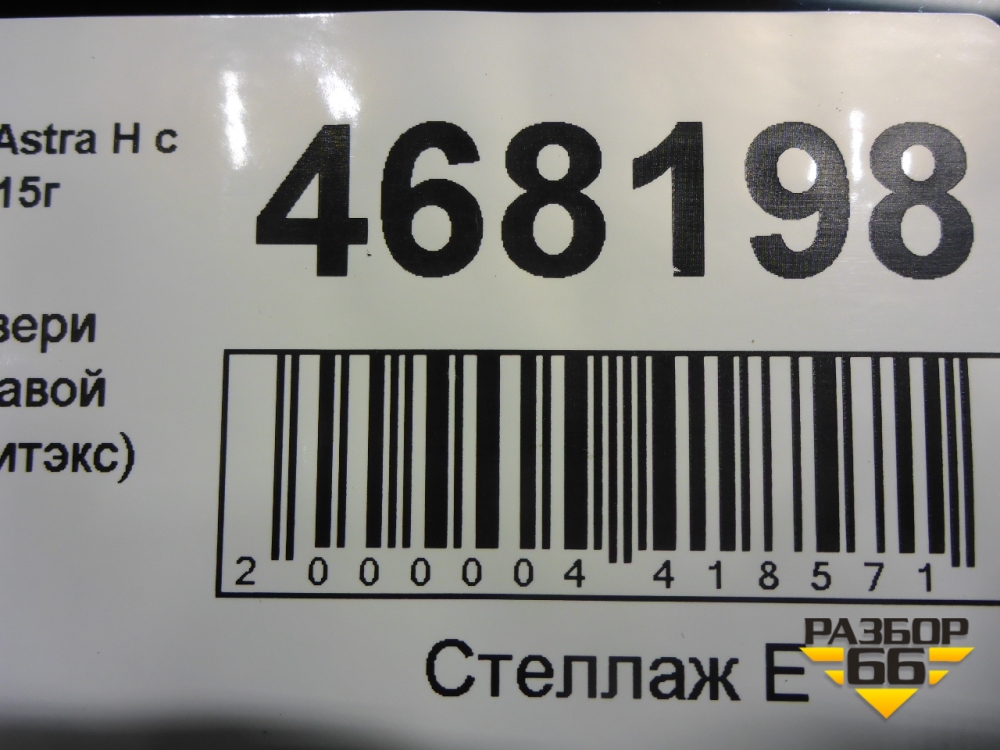 Astra H с
15г
468198
вери
авой
итэкс)
2 000004 418571
Стеллаж Е
РАЗБОР
66